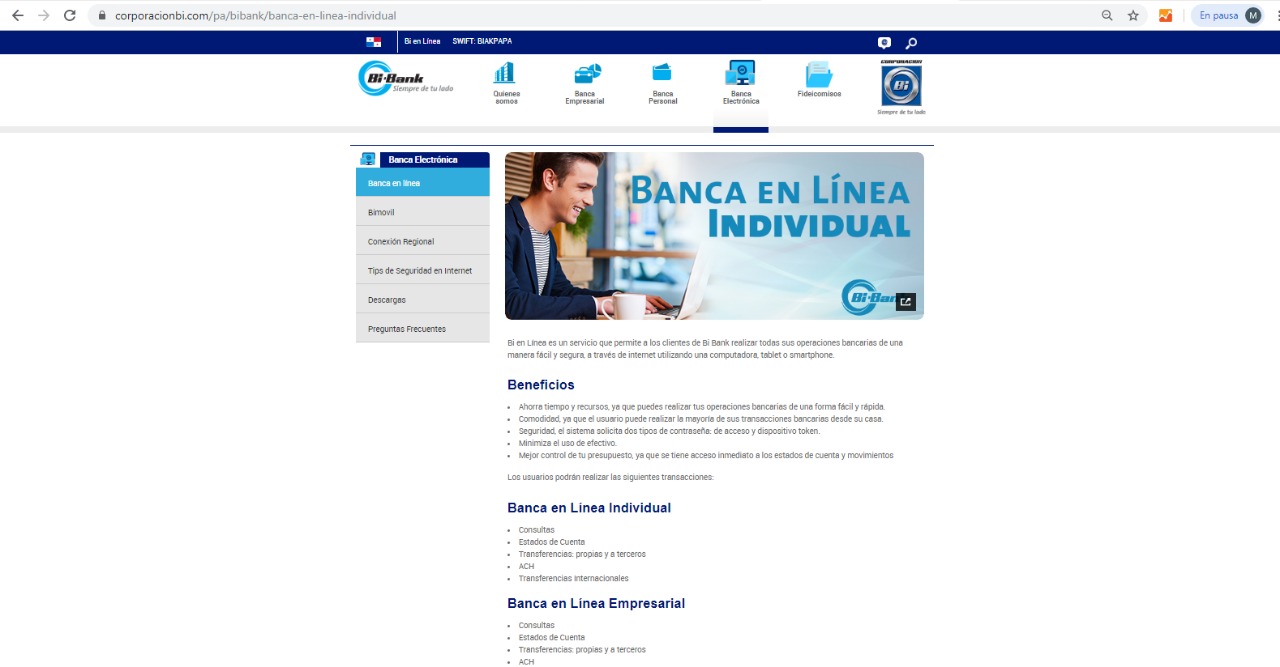 corporacionbi.com/pa/bibank/banca-en-linea-individual
En pausa
M
Bi en Línea
SWIFT: BIAKPAPA
Bi-Bank
Siempre de tu lado
Quienes
somos
Banca
Empresarial
Banca
Personal
Banca
Electrónica
Fideicomisos
CORPORACION
Bi
Siempre de tu lado
Banca Electrónica
Banca en línea
Bimovil
Conexión Regional
Tips de Seguridad en Internet
Descargas
Preguntas Frecuentes
BANCA EN LÍNEA
INDIVIDUAL
Bi-Ban
Bi en Línea es un servicio que permite a los clientes de Bi Bank realizar todas sus operaciones bancarias de una
manera fácil y segura, a través de internet utilizando una computadora, tablet o smartphone.
Beneficios
• Ahorra tiempo y recursos, ya que puedes realizar tus operaciones bancarias de una forma fácil y rápida.
• Comodidad, ya que el usuario puede realizar la mayoría de sus transacciones bancarias desde su casa.
• Seguridad, el sistema solicita dos tipos de contraseña: de acceso y dispositivo token.
• Minimiza el uso de efectivo.
• Mejor control de tu presupuesto, ya que se tiene acceso inmediato a los estados de cuenta y movimientos
Los usuarios podrán realizar las siguientes transacciones:
Banca en Línea Individual
• Consultas
• Estados de Cuenta
• Transferencias: propias y a terceros
• ACH
• Transferencias Internacionales
Banca en Línea Empresarial
• Consultas
• Estados de Cuenta
• Transferencias: propias y a terceros
• ACH